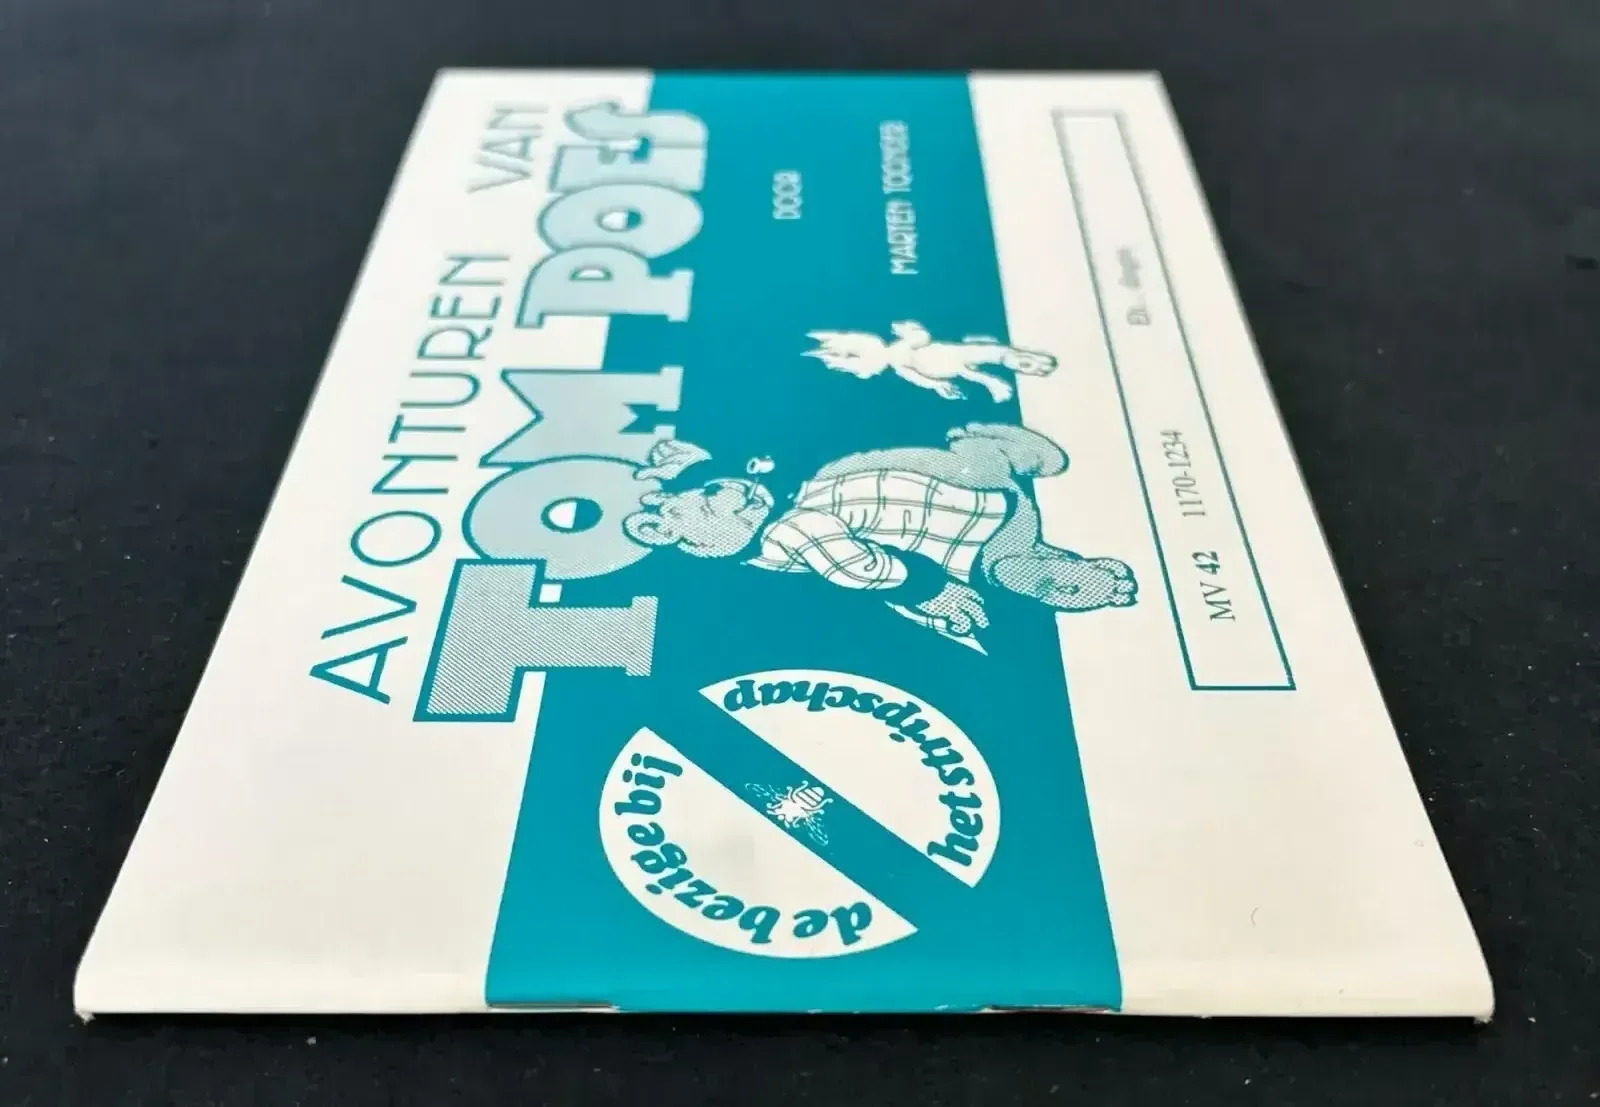 AVONTUREN VAN
TOM POES
DOOR
MARTEN TOONDER
de bezige bij
het stripschap
MV 42 1170-1234